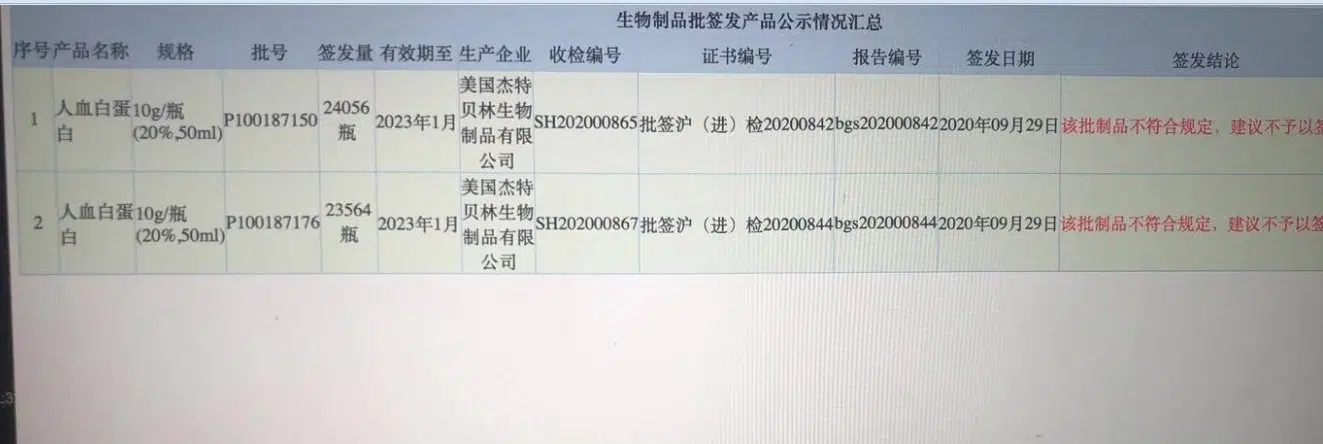 生物制品批签发产品公示情况汇总
序号 产品名称 规格 批号 签发量 有效期至 生产企业 收检编号 证书编号 报告编号 签发日期 签发结论
1 人血白蛋白 10g/瓶(20%,50ml) P100187150 24056瓶 2023年1月 美国杰特贝林生物制品有限公司 SH202000865 批签沪（进）检20200842 bgs202000842 2020年09月29日 该批制品不符合规定，建议不予以签
2 人血白蛋白 10g/瓶(20%,50ml) P100187176 23564瓶 2023年1月 美国杰特贝林生物制品有限公司 SH202000867 批签沪（进）检20200844 bgs202000844 2020年09月29日 该批制品不符合规定，建议不予以签